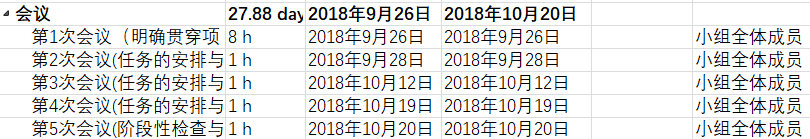 会议 27.88 day 2018年9月26日 2018年10月20日
第1次会议（明确贯穿项 8 h 2018年9月26日 2018年9月26日 小组全体成员
第2次会议(任务的安排与 1 h 2018年9月28日 2018年9月28日 小组全体成员
第3次会议(任务的安排与 1 h 2018年10月12日 2018年10月12日 小组全体成员
第4次会议(任务的安排与 1 h 2018年10月19日 2018年10月19日 小组全体成员
第5次会议(阶段性检查与 1 h 2018年10月20日 2018年10月20日 小组全体成员